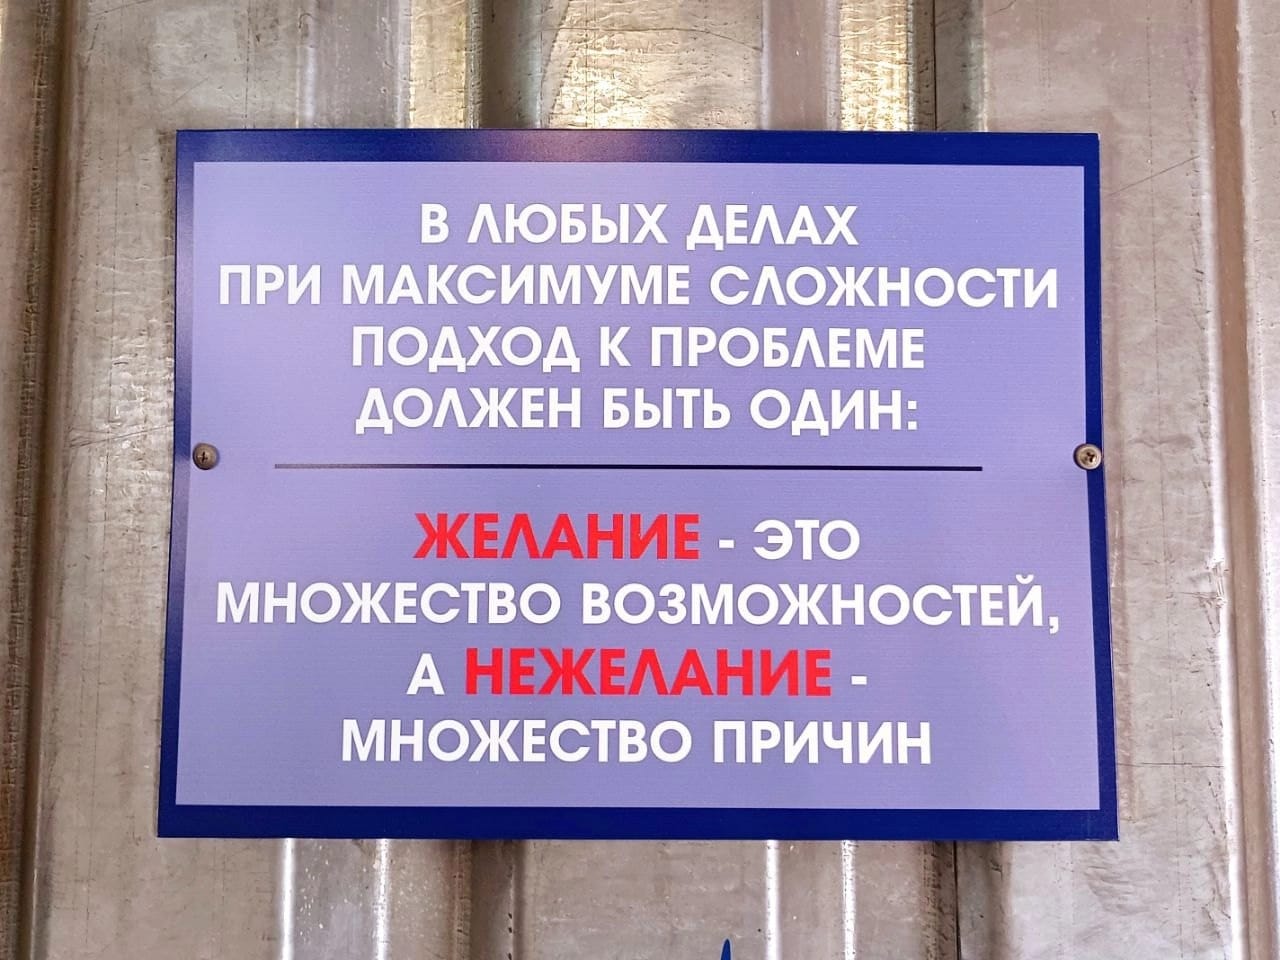 В ЛЮБЫХ ДЕЛАХ
ПРИ МАКСИМУМЕ СЛОЖНОСТИ
ПОДХОД К ПРОБЛЕМЕ
ДОЛЖЕН БЫТЬ ОДИН:
ЖЕЛАНИЕ - ЭТО
МНОЖЕСТВО ВОЗМОЖНОСТЕЙ,
А НЕЖЕЛАНИЕ -
МНОЖЕСТВО ПРИЧИН